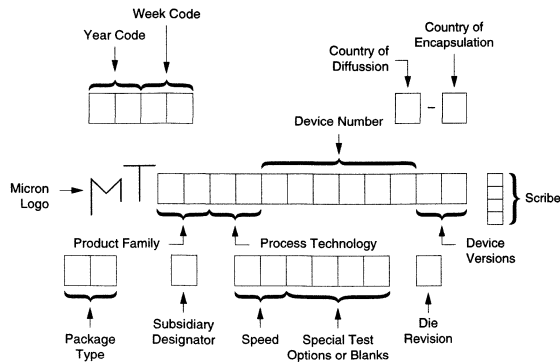 Week Code
Year Code
Country of
Encapsulation
Country of
Diffussion
–
Device Number
Micron
Logo
MT
Scribe
Product Family
Process Technology
Device
Versions
Package
Type
Subsidiary
Designator
Speed
Special Test
Options or Blanks
Die
Revision